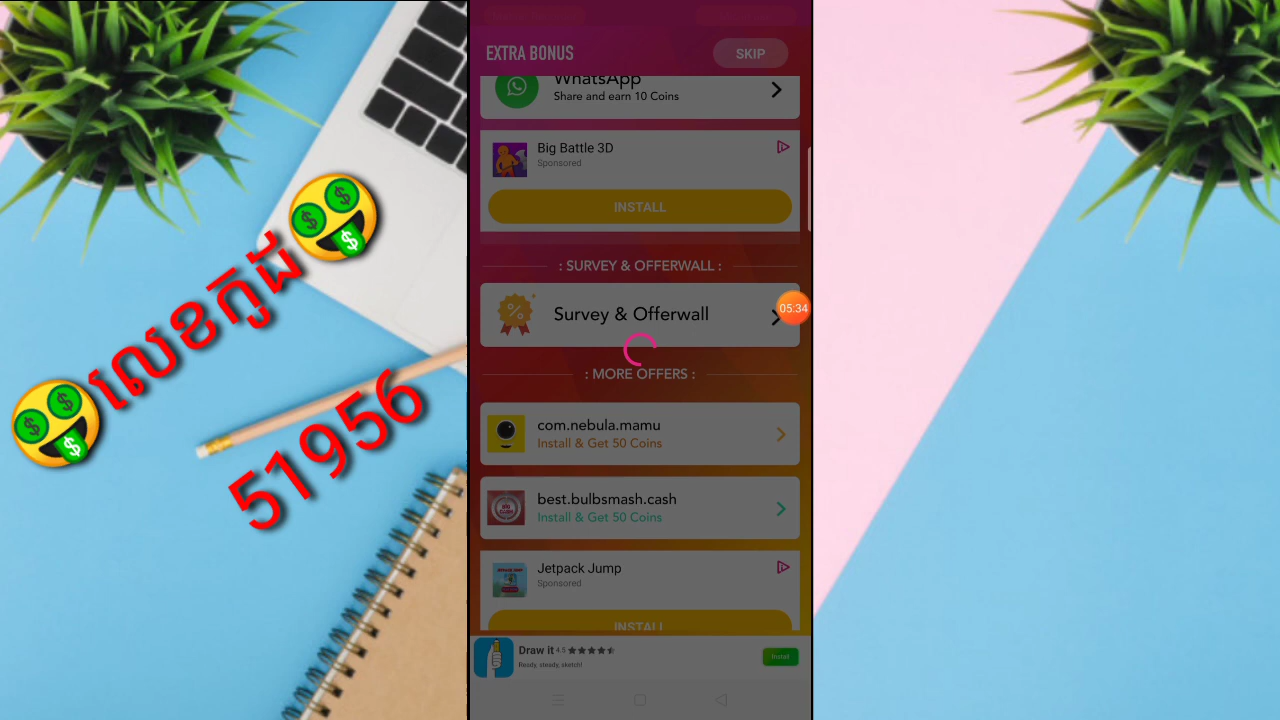 លេខកូដ
51956
EXTRA BONUS
SKIP
WhatsApp
Share and earn 10 Coins
Big Battle 3D
Sponsored
INSTALL
: SURVEY & OFFERWALL :
Survey & Offerwall
05:34
: MORE OFFERS :
com.nebula.mamu
Install & Get 50 Coins
best.bulbsmash.cash
Install & Get 50 Coins
Jetpack Jump
Sponsored
INSTALL
Draw it 4.5
Ready, steady, sketch!
Install